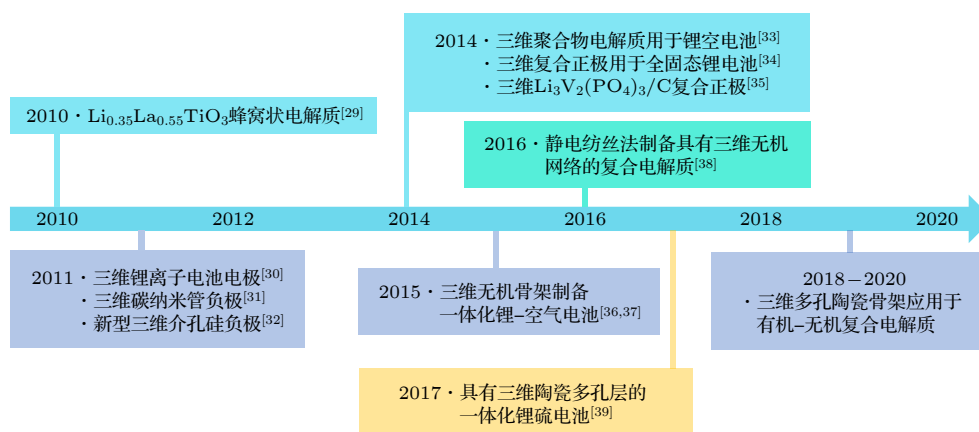 2014 · 三维聚合物电解质用于锂空电池[33]
· 三维复合正极用于全固态锂电池[34]
· 三维Li₃V₂(PO₄)₃/C复合正极[35]
2010 · Li₀.₃₅La₀.₅₅TiO₃蜂窝状电解质[29]
2016 · 静电纺丝法制备具有三维无机
网络的复合电解质[38]
2010 2012 2014 2016 2018 2020
2011 · 三维锂离子电池电极[30]
· 三维碳纳米管负极[31]
· 新型三维介孔硅负极[32]
2015 · 三维无机骨架制备
一体化锂–空气电池[36,37]
2018－2020
· 三维多孔陶瓷骨架应用于
有机–无机复合电解质
2017 · 具有三维陶瓷多孔层的
一体化锂硫电池[39]